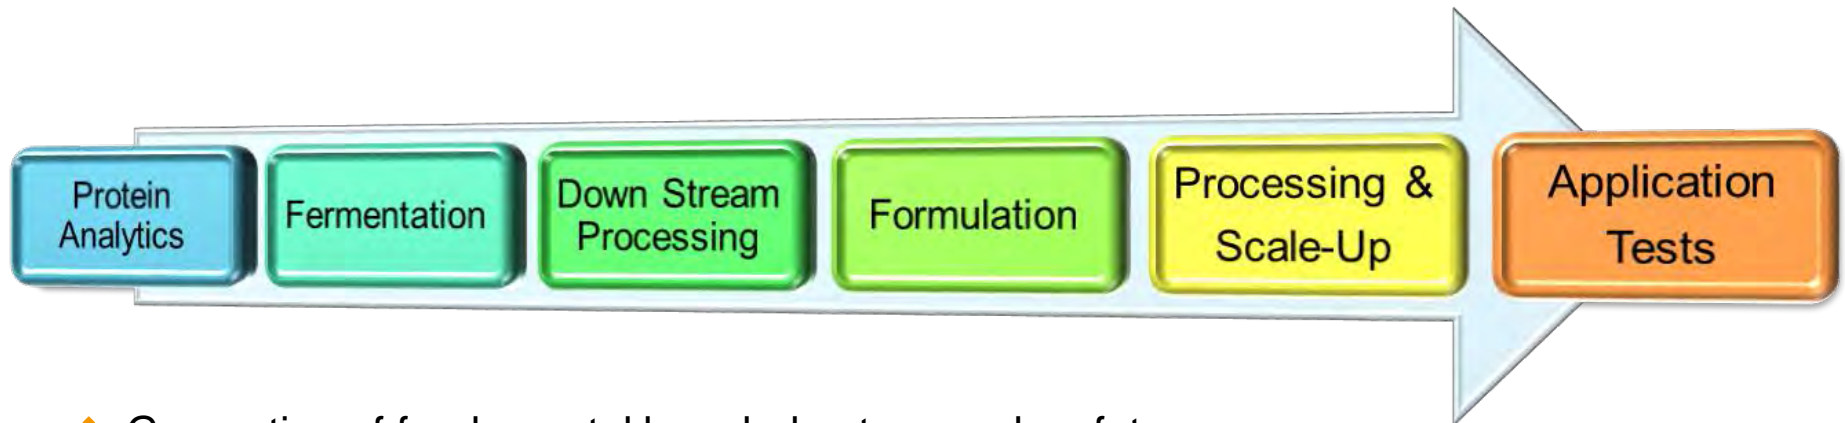 Protein
Analytics
Fermentation
Down Stream
Processing
Formulation
Processing &
Scale-Up
Application
Tests